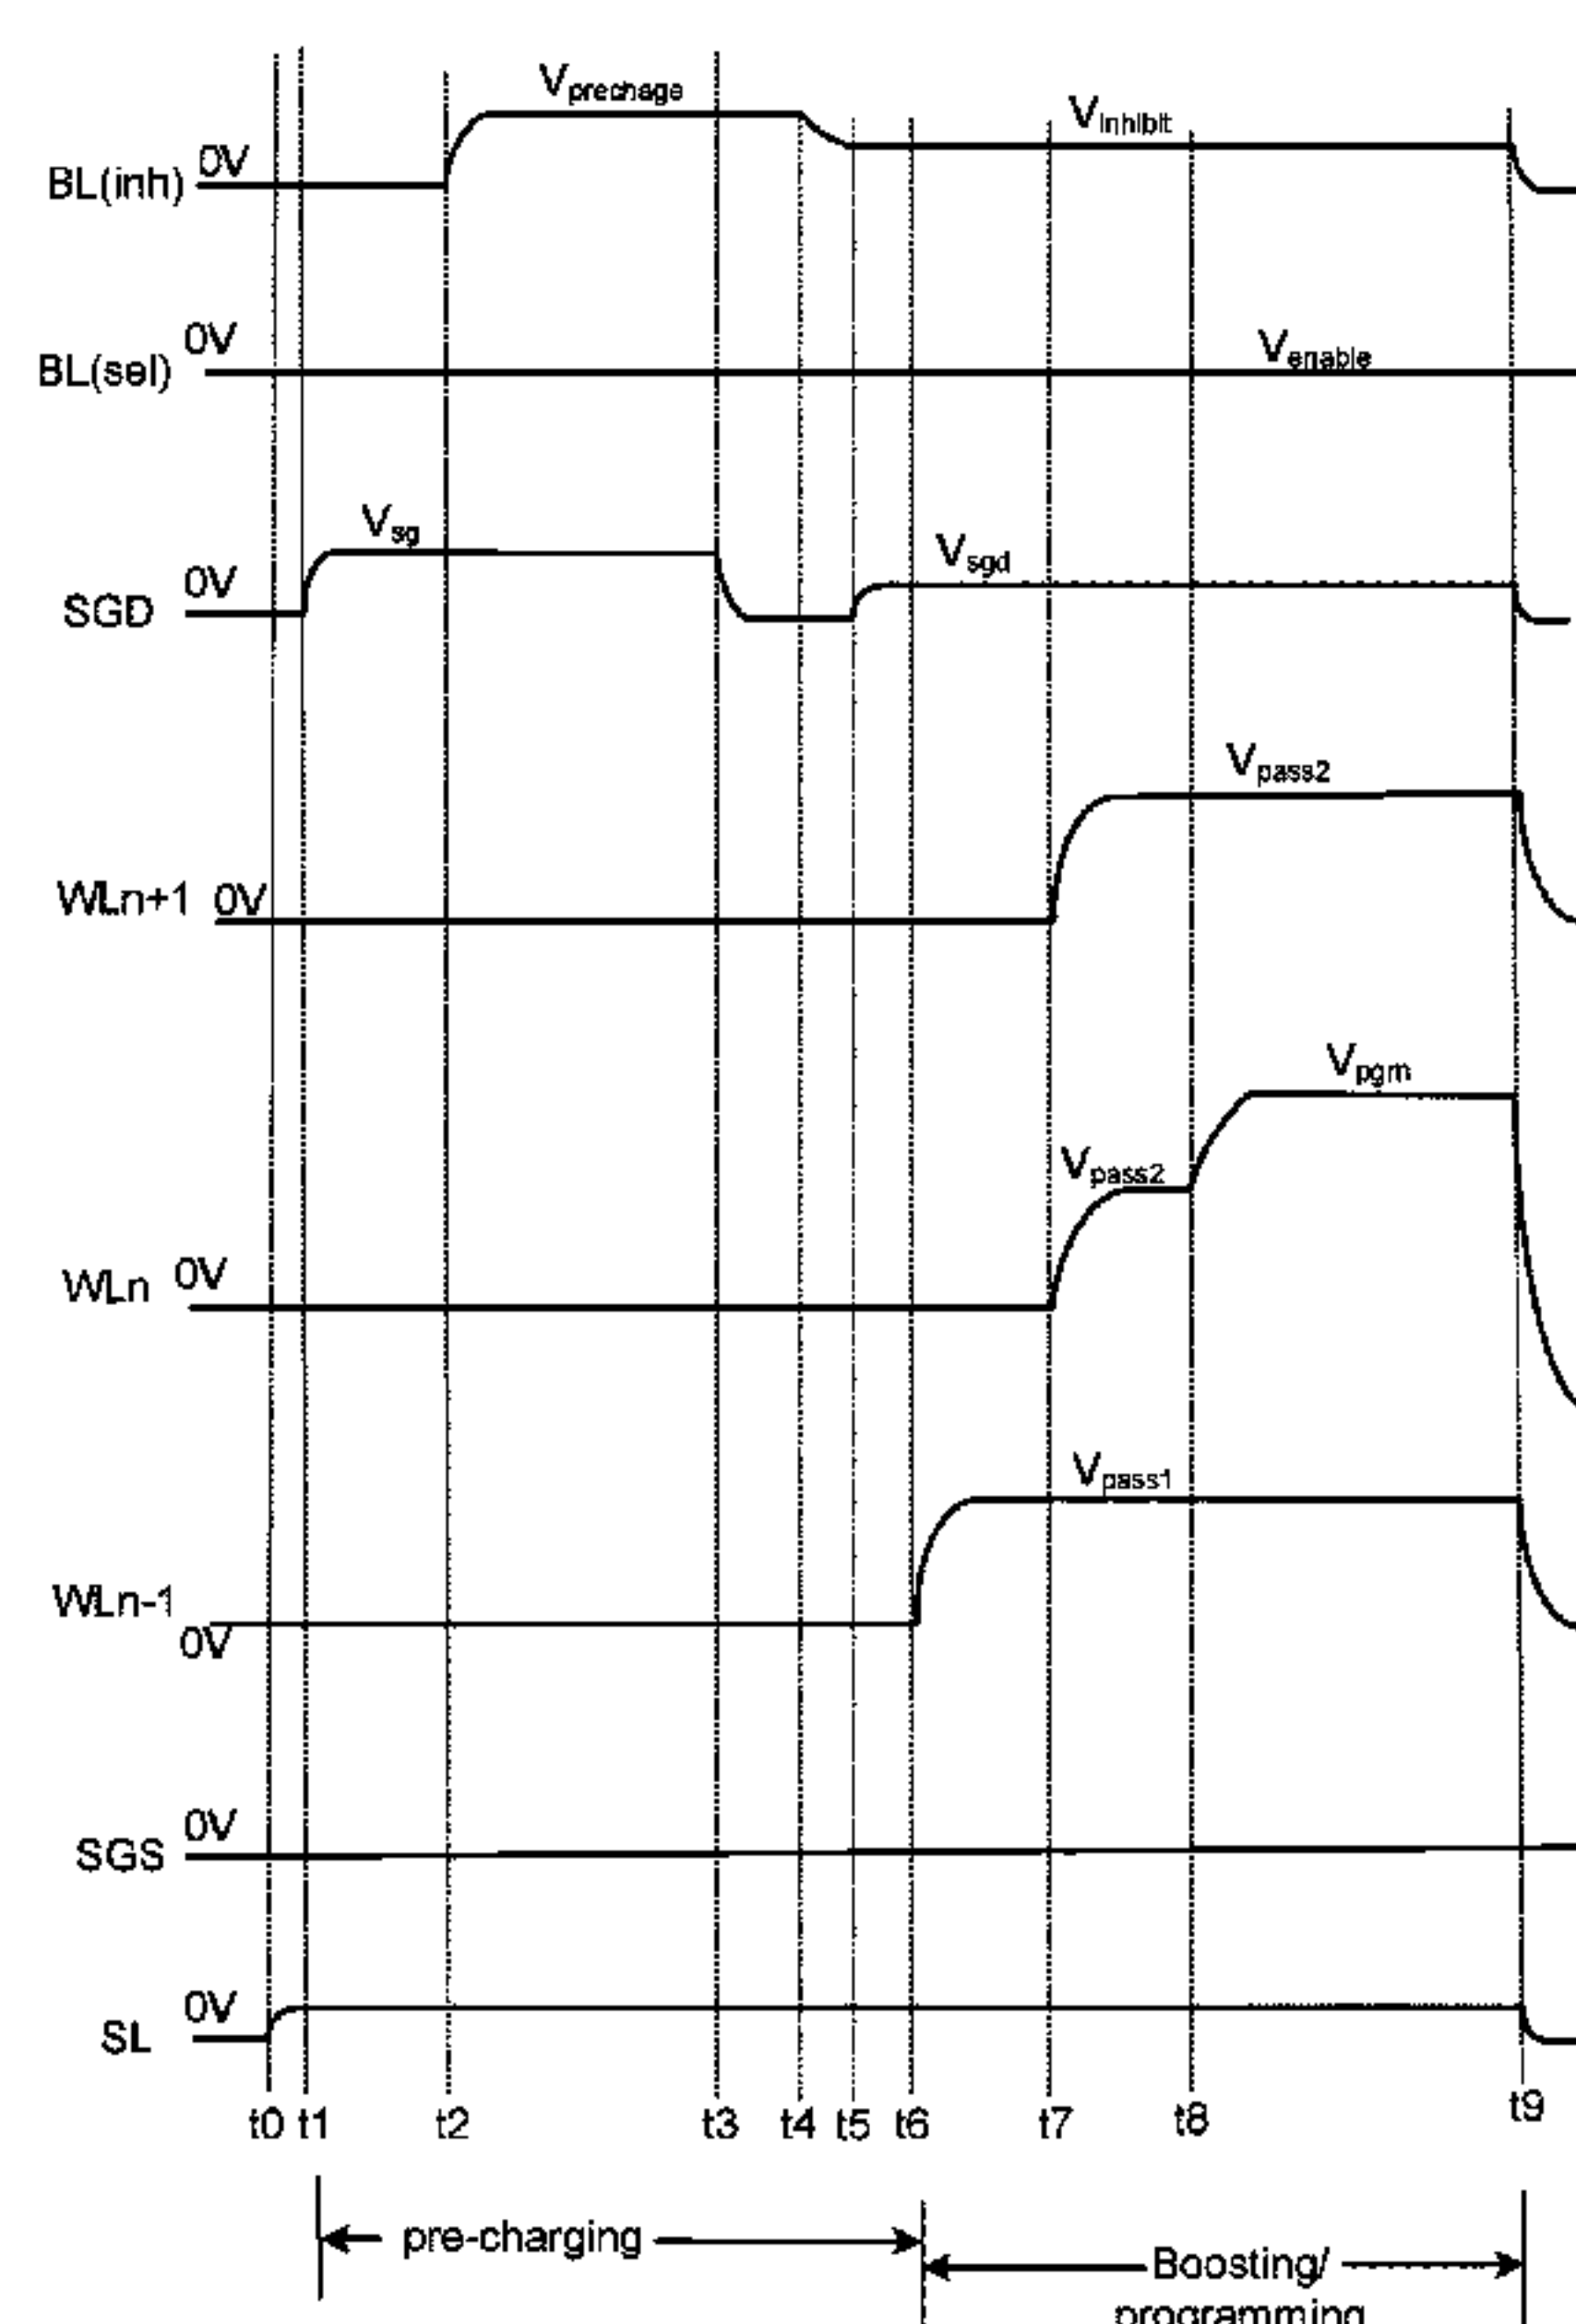 Vprechage
Vinhibit
BL(inh) 0V
BL(sel) 0V
Venable
SGD 0V
Vsg
Vsgd
WLn+1 0V
Vpass2
WLn 0V
Vpass2
Vpgm
WLn-1 0V
Vpass1
SGS 0V
SL 0V
t0 t1 t2 t3 t4 t5 t6 t7 t8 t9
pre-charging
Boosting/
programming